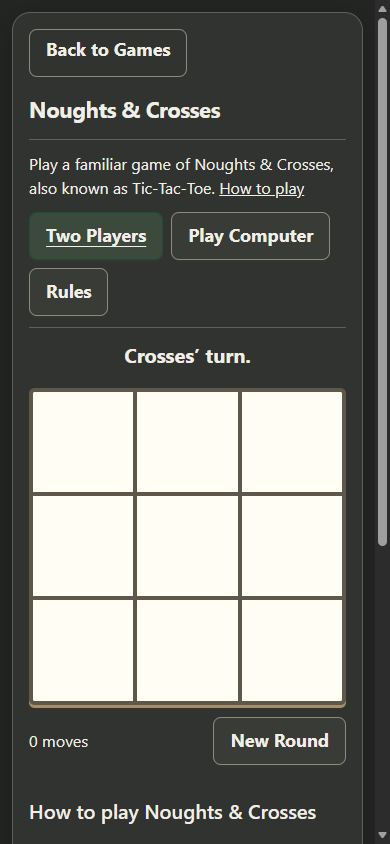 Back to Games
Noughts & Crosses
Play a familiar game of Noughts & Crosses,
also known as Tic-Tac-Toe. How to play
Two Players
Play Computer
Rules
Crosses’ turn.
0 moves
New Round
How to play Noughts & Crosses